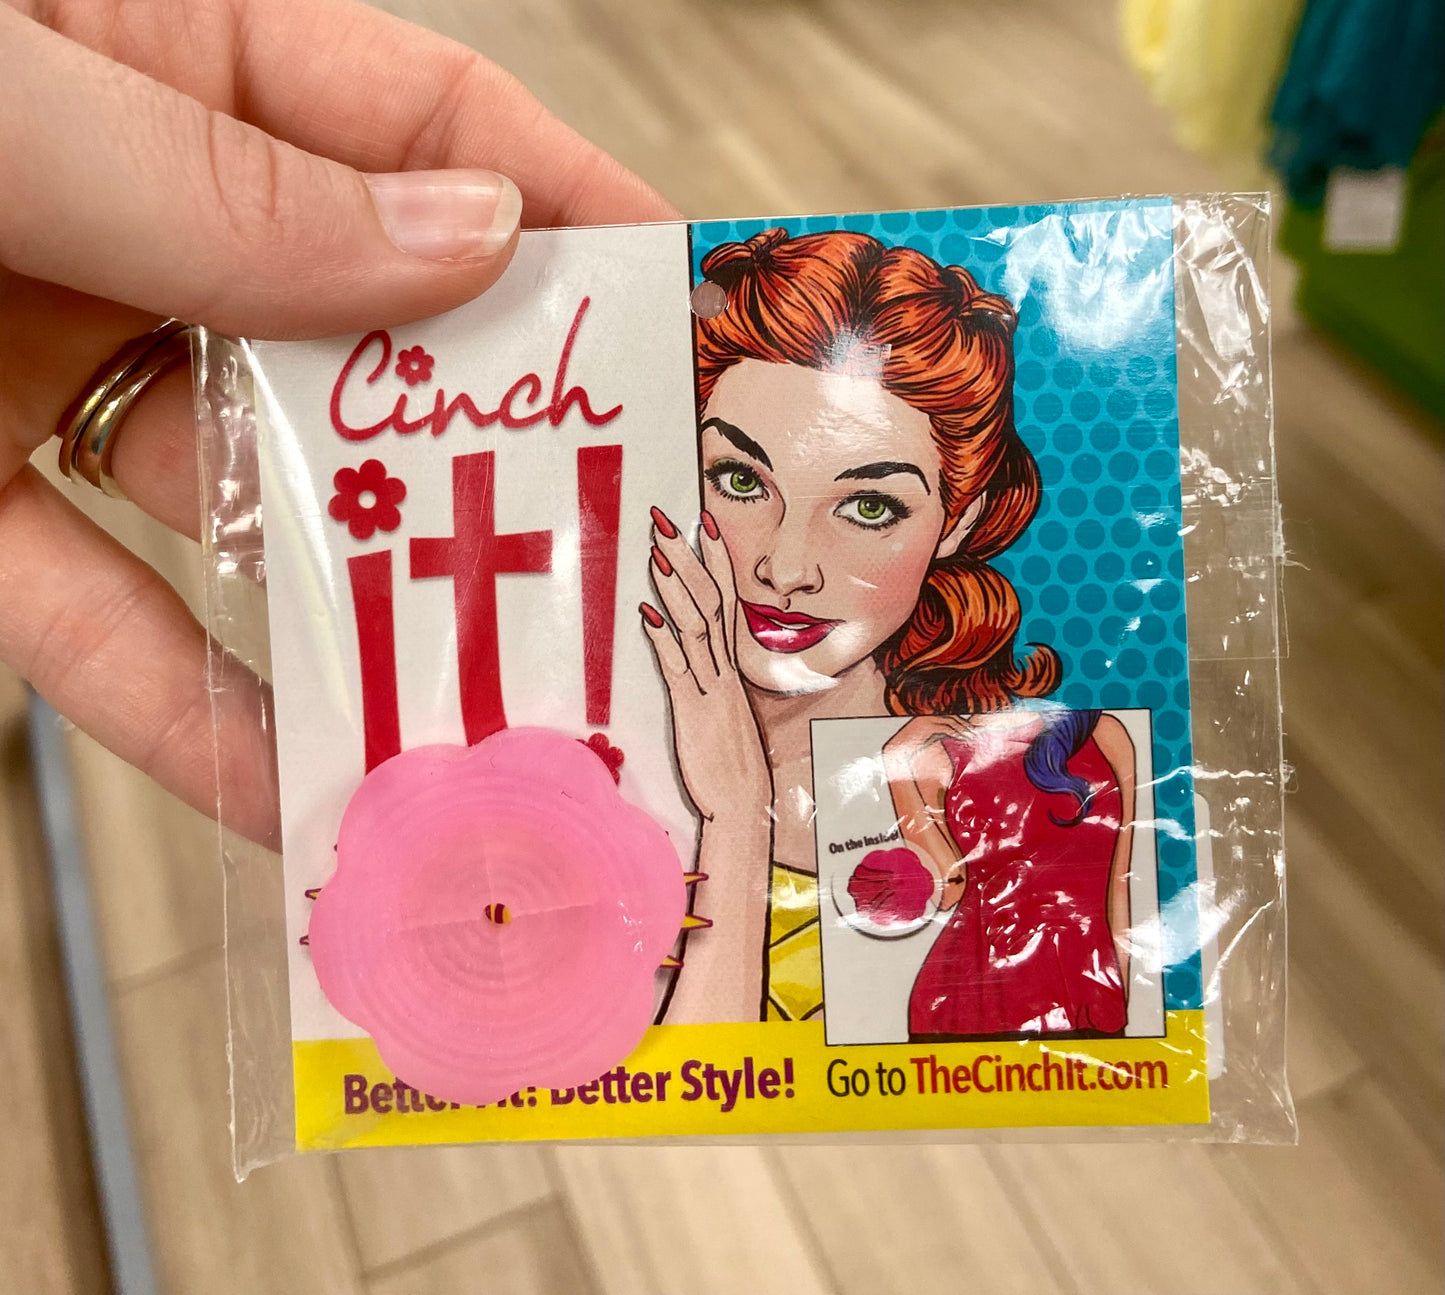 Cinch
it!
On the Inside!
Better Fit! Better Style!
Go to TheCinchIt.com